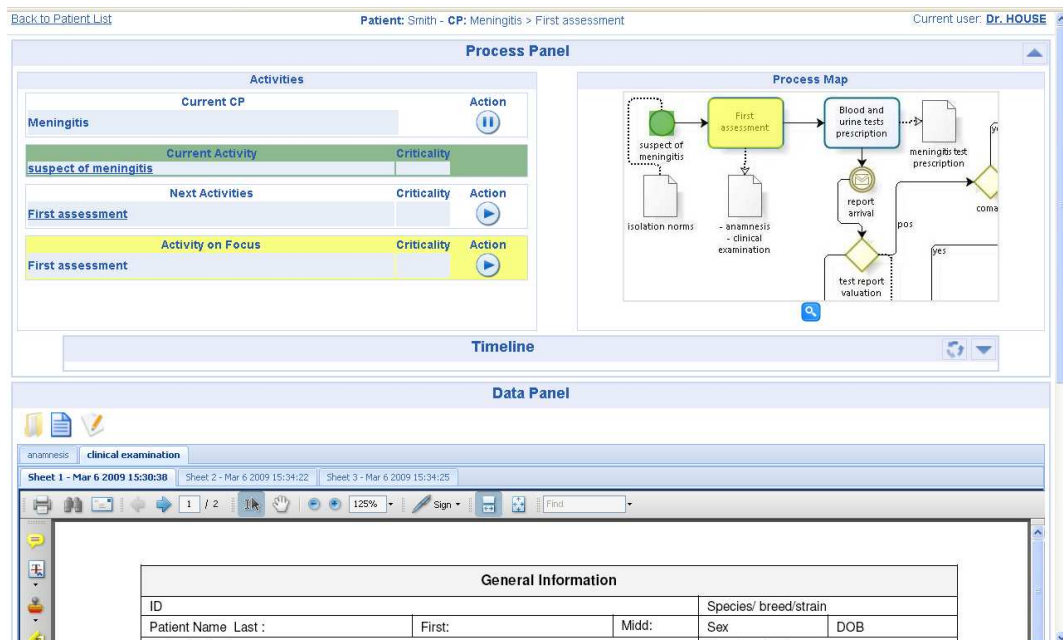 Back to Patient List
Patient: Smith - CP: Meningitis > First assessment
Current user: Dr. HOUSE
Process Panel
Activities
Current CP Action
Meningitis
Current Activity Criticality
suspect of meningitis
Next Activities Criticality Action
First assessment
Activity on Focus Criticality Action
First assessment
Process Map
suspect of
meningitis
First
assessment
Blood and
urine tests
prescription
meningitis test
prescription
isolation norms
- anamnesis
- clinical
examination
report
arrival
pos
coma
yes
test report
valuation
Timeline
Data Panel
anamnesis clinical examination
Sheet 1 - Mar 6 2009 15:30:38 Sheet 2 - Mar 6 2009 15:34:22 Sheet 3 - Mar 6 2009 15:34:25
1 / 2 125% Sign Find
General Information
ID Species/ breed/strain
Patient Name Last : First: Midd: Sex DOB